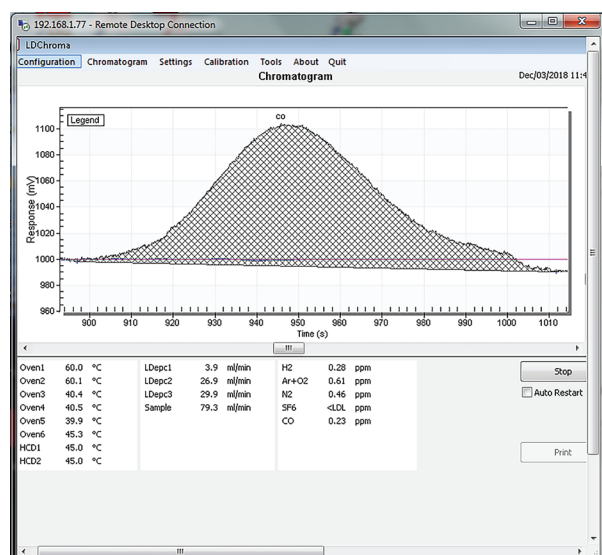 192.168.1.77 - Remote Desktop Connection
LDChroma
Configuration Chromatogram Settings Calibration Tools About Quit
Chromatogram Dec/03/2018 11:4
Legend
co
Response (mV)
1100
1080
1060
1040
1020
1000
980
960
900 910 920 930 940 950 960 970 980 990 1000 1010
Time (s)
Oven1 60.0 °C LDepc1 3.9 ml/min H2 0.28 ppm Stop
Oven2 60.1 °C LDepc2 26.9 ml/min Ar+O2 0.61 ppm
Oven3 40.4 °C LDepc3 29.9 ml/min N2 0.46 ppm Auto Restart
Oven4 40.5 °C Sample 79.3 ml/min SF6 <LDL ppm
Oven5 39.9 °C CO 0.23 ppm
Oven6 45.3 °C
HCD1 45.0 °C Print
HCD2 45.0 °C